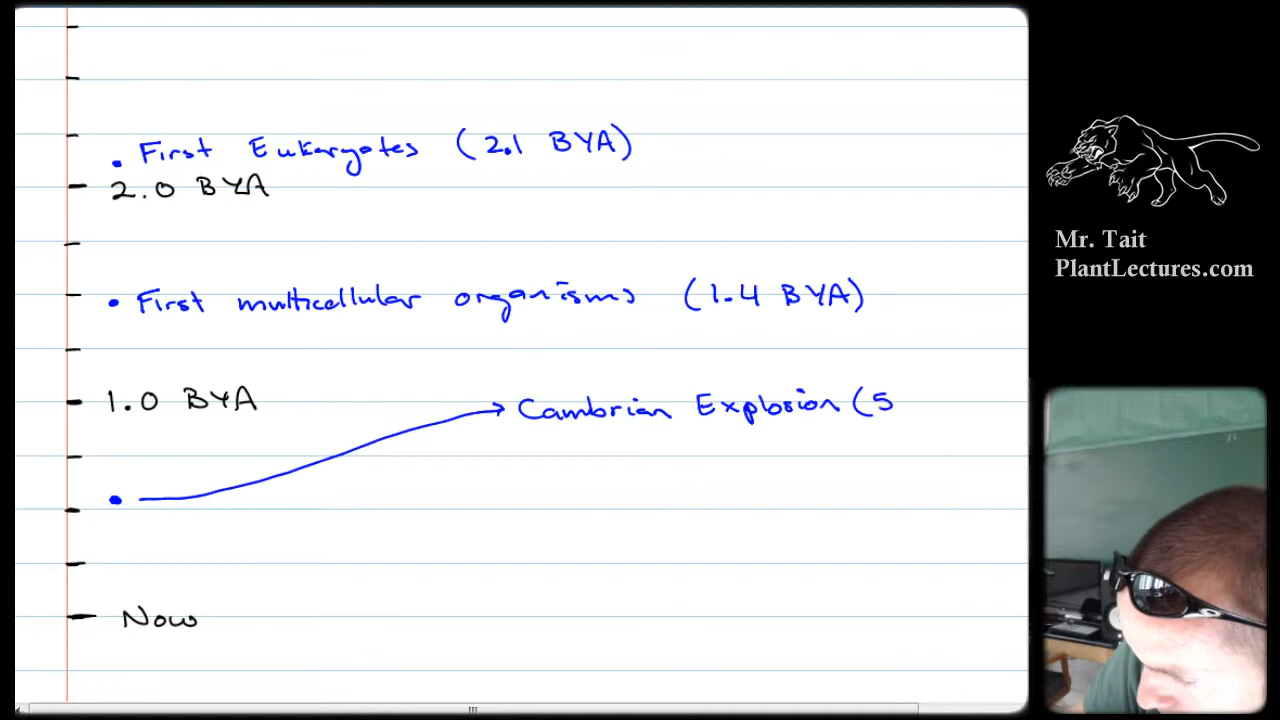 • First Eukaryotes (2.1 BYA)
2.0 BYA
• First multicellular organisms (1.4 BYA)
1.0 BYA
Cambrian Explosion (5
•
Now
Mr. Tait
PlantLectures.com